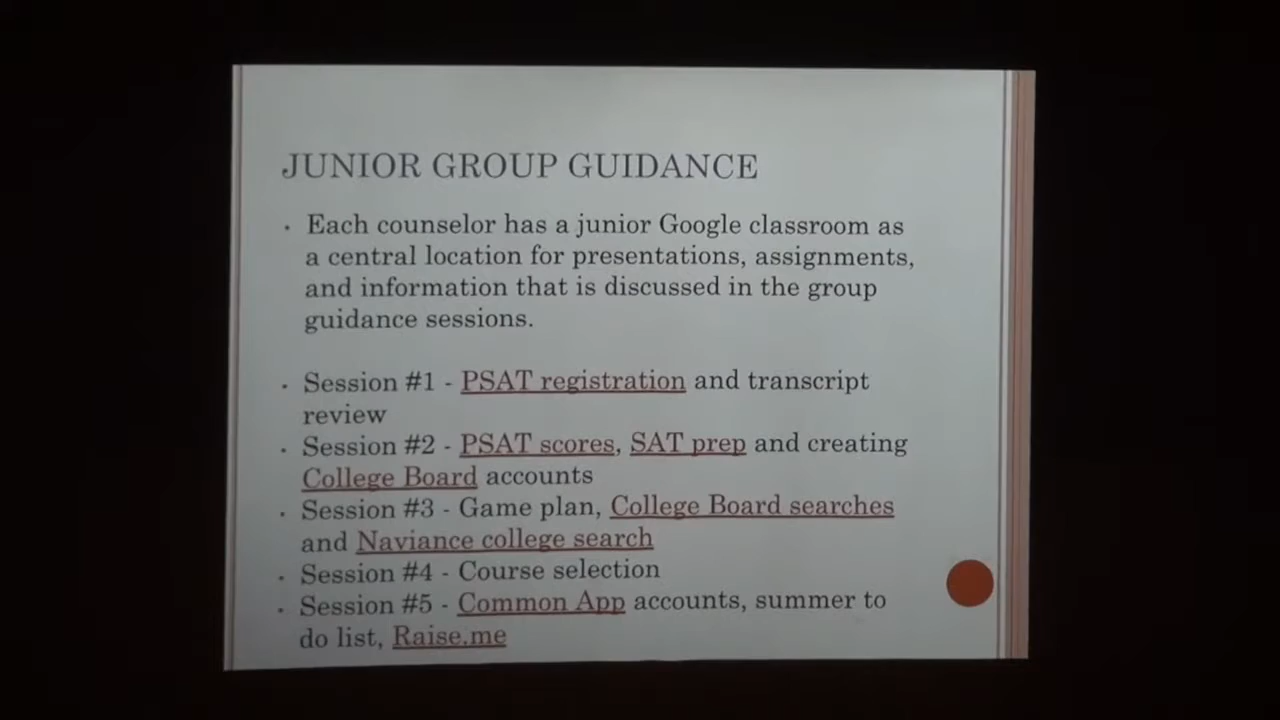 JUNIOR GROUP GUIDANCE
• Each counselor has a junior Google classroom as
a central location for presentations, assignments,
and information that is discussed in the group
guidance sessions.
• Session #1 - PSAT registration and transcript
review
• Session #2 - PSAT scores, SAT prep and creating
College Board accounts
• Session #3 - Game plan, College Board searches
and Naviance college search
• Session #4 - Course selection
• Session #5 - Common App accounts, summer to
do list, Raise.me